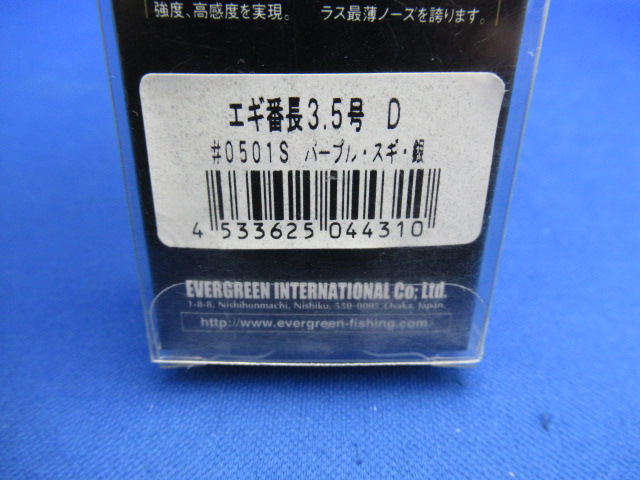 強度、高感度を実現。 ラス最薄ノーズを誇ります。
エギ番長3.5号 D
#0501S パープル・スギ・銀
4 533625 044310
EVERGREEN INTERNATIONAL Co; Ltd.
1-8-8, Nishihonmachi, Nishiku, 550-0005 Osaka, Japan.
http://www.evergreen-fishing.com